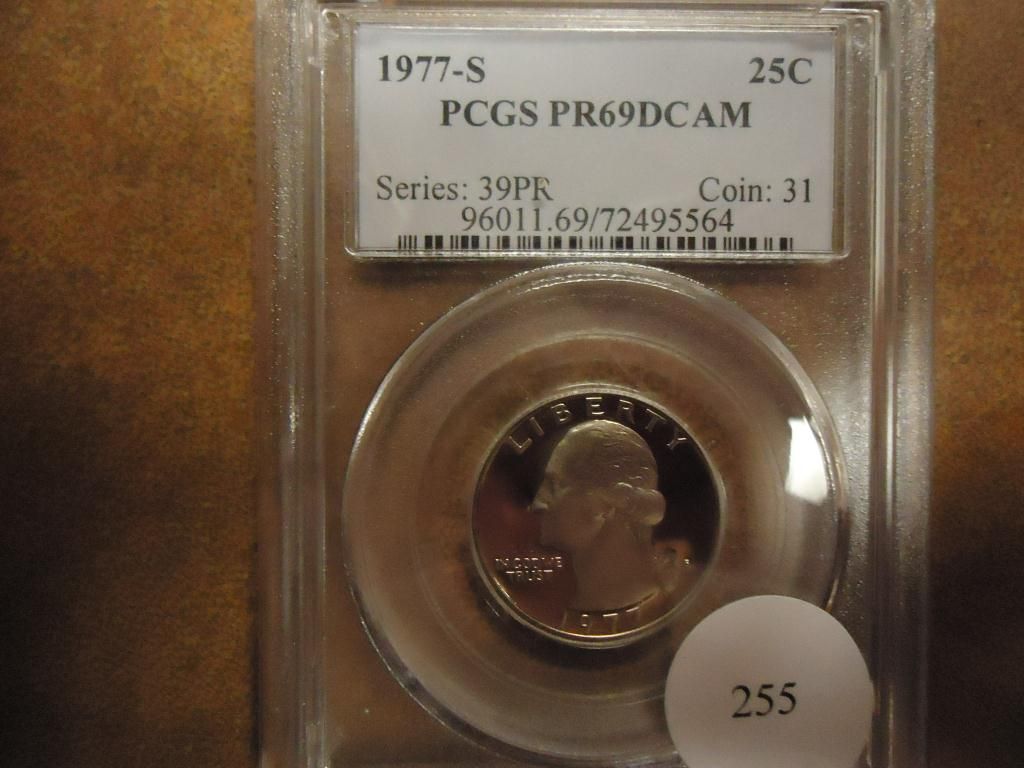 1977-S 25C
PCGS PR69DCAM
Series: 39PR Coin: 31
96011.69/72495564
LIBERTY
IN GOD WE
TRUST
1977
255